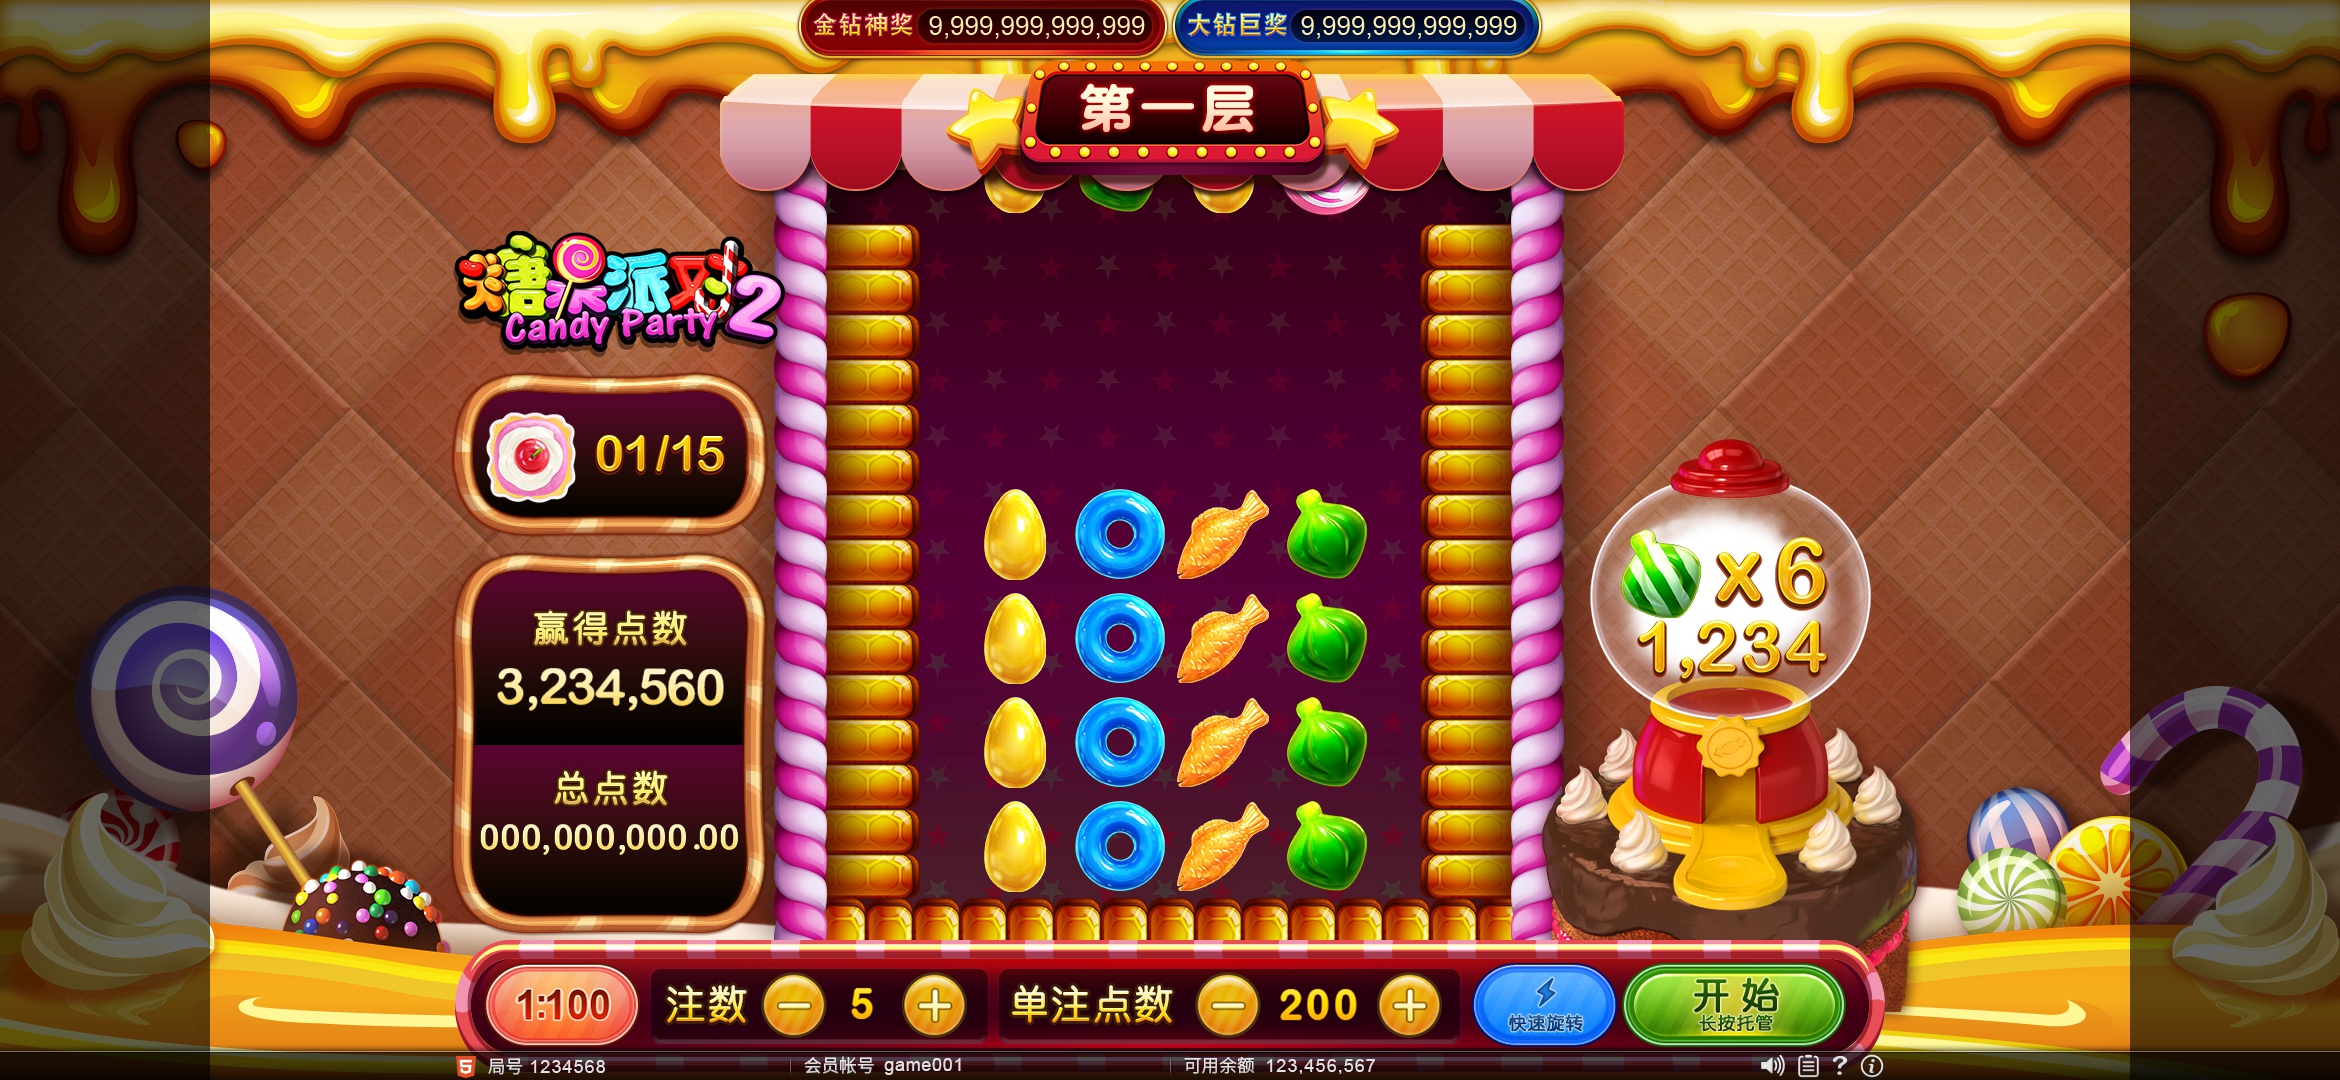 金钻神奖 9,999,999,999,999
大钻巨奖 9,999,999,999,999
第一层
糖果派对2
Candy Party
01/15
赢得点数
3,234,560
总点数
000,000,000.00
x6
1,234
1:100
注数 5
单注点数 200
快速旋转
开始
长按托管
局号 1234568
会员帐号 game001
可用余额 123,456,567